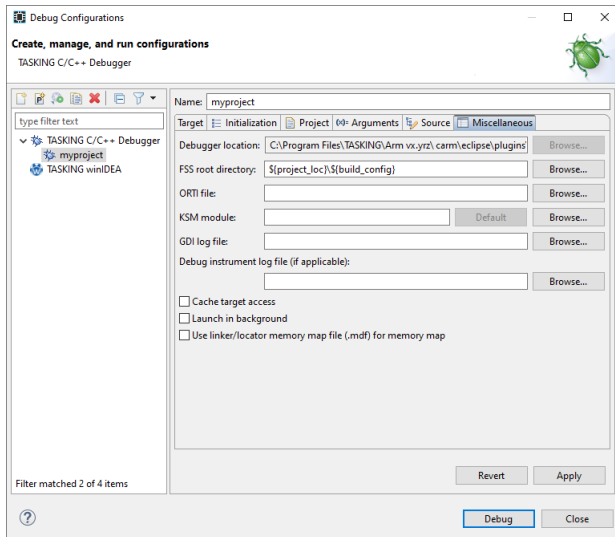 Debug Configurations
Create, manage, and run configurations
TASKING C/C++ Debugger
type filter text
TASKING C/C++ Debugger
myproject
TASKING winIDEA
Filter matched 2 of 4 items
Name: myproject
Target Initialization Project (x)= Arguments Source Miscellaneous
Debugger location: C:\Program Files\TASKING\Arm vx.yrz\ carm\eclipse\plugins\ Browse...
FSS root directory: ${project_loc}\${build_config} Browse...
ORTI file: Browse...
KSM module: Default Browse...
GDI log file: Browse...
Debug instrument log file (if applicable):
Browse...
Cache target access
Launch in background
Use linker/locator memory map file (.mdf) for memory map
Revert Apply
? Debug Close